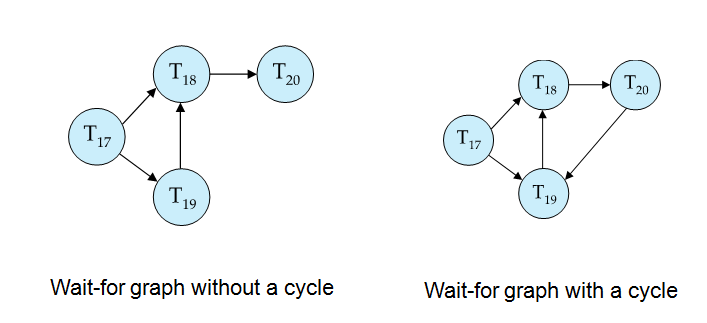 T18
T20
T17
T19
Wait-for graph without a cycle
T18
T20
T17
T19
Wait-for graph with a cycle